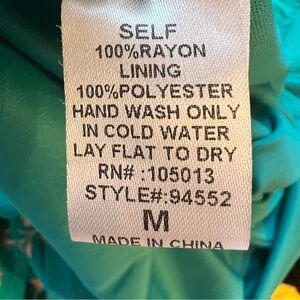 SELF
100%RAYON
LINING
100%POLYESTER
HAND WASH ONLY
IN COLD WATER
LAY FLAT TO DRY
RN# :105013
STYLE#:94552
M
MADE IN CHINA